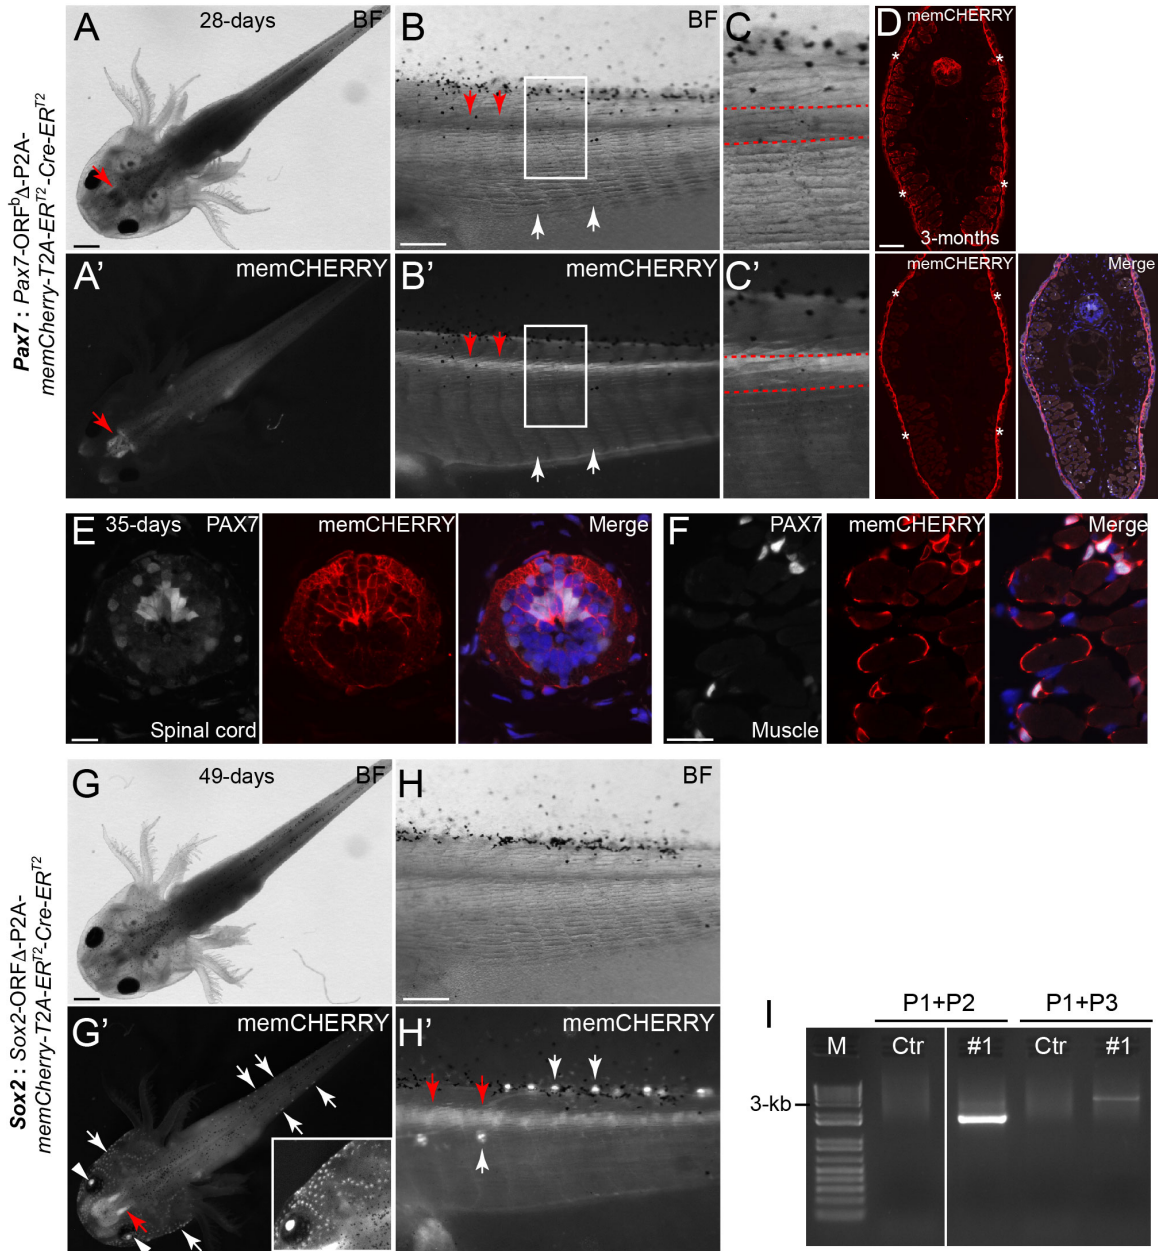 Pax7 : Pax7-ORFbΔ-P2A-
memCherry-T2A-ERT2-Cre-ERT2
A
28-days
BF
B
BF
C
D
memCHERRY
3-months
A'
memCHERRY
B'
memCHERRY
C'
memCHERRY
Merge
E
35-days
PAX7
Spinal cord
memCHERRY
Merge
F
PAX7
Muscle
memCHERRY
Merge
Sox2 : Sox2-ORFΔ-P2A-
memCherry-T2A-ERT2-Cre-ERT2
G
49-days
BF
H
BF
G'
memCHERRY
H'
memCHERRY
I
P1+P2
P1+P3
M
Ctr
#1
Ctr
#1
3-kb